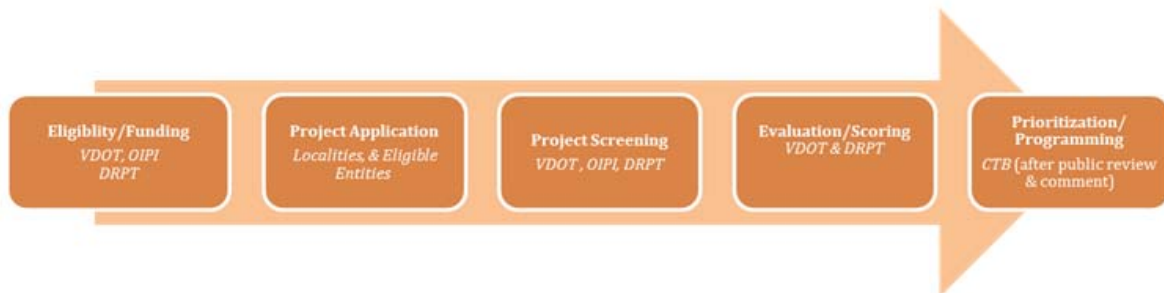 Eligiblity/Funding
VDOT, OIPI
DRPT
Project Application
Localities, & Eligible
Entities
Project Screening
VDOT , OIPI, DRPT
Evaluation/Scoring
VDOT & DRPT
Prioritization/
Programming
CTB (after public review
& comment)